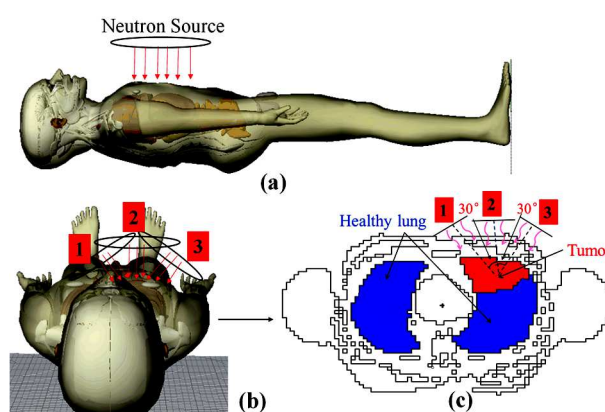 Neutron Source
(a)
1
2
3
(b)
Healthy lung
1
30°
2
30°
3
Tumo
(c)